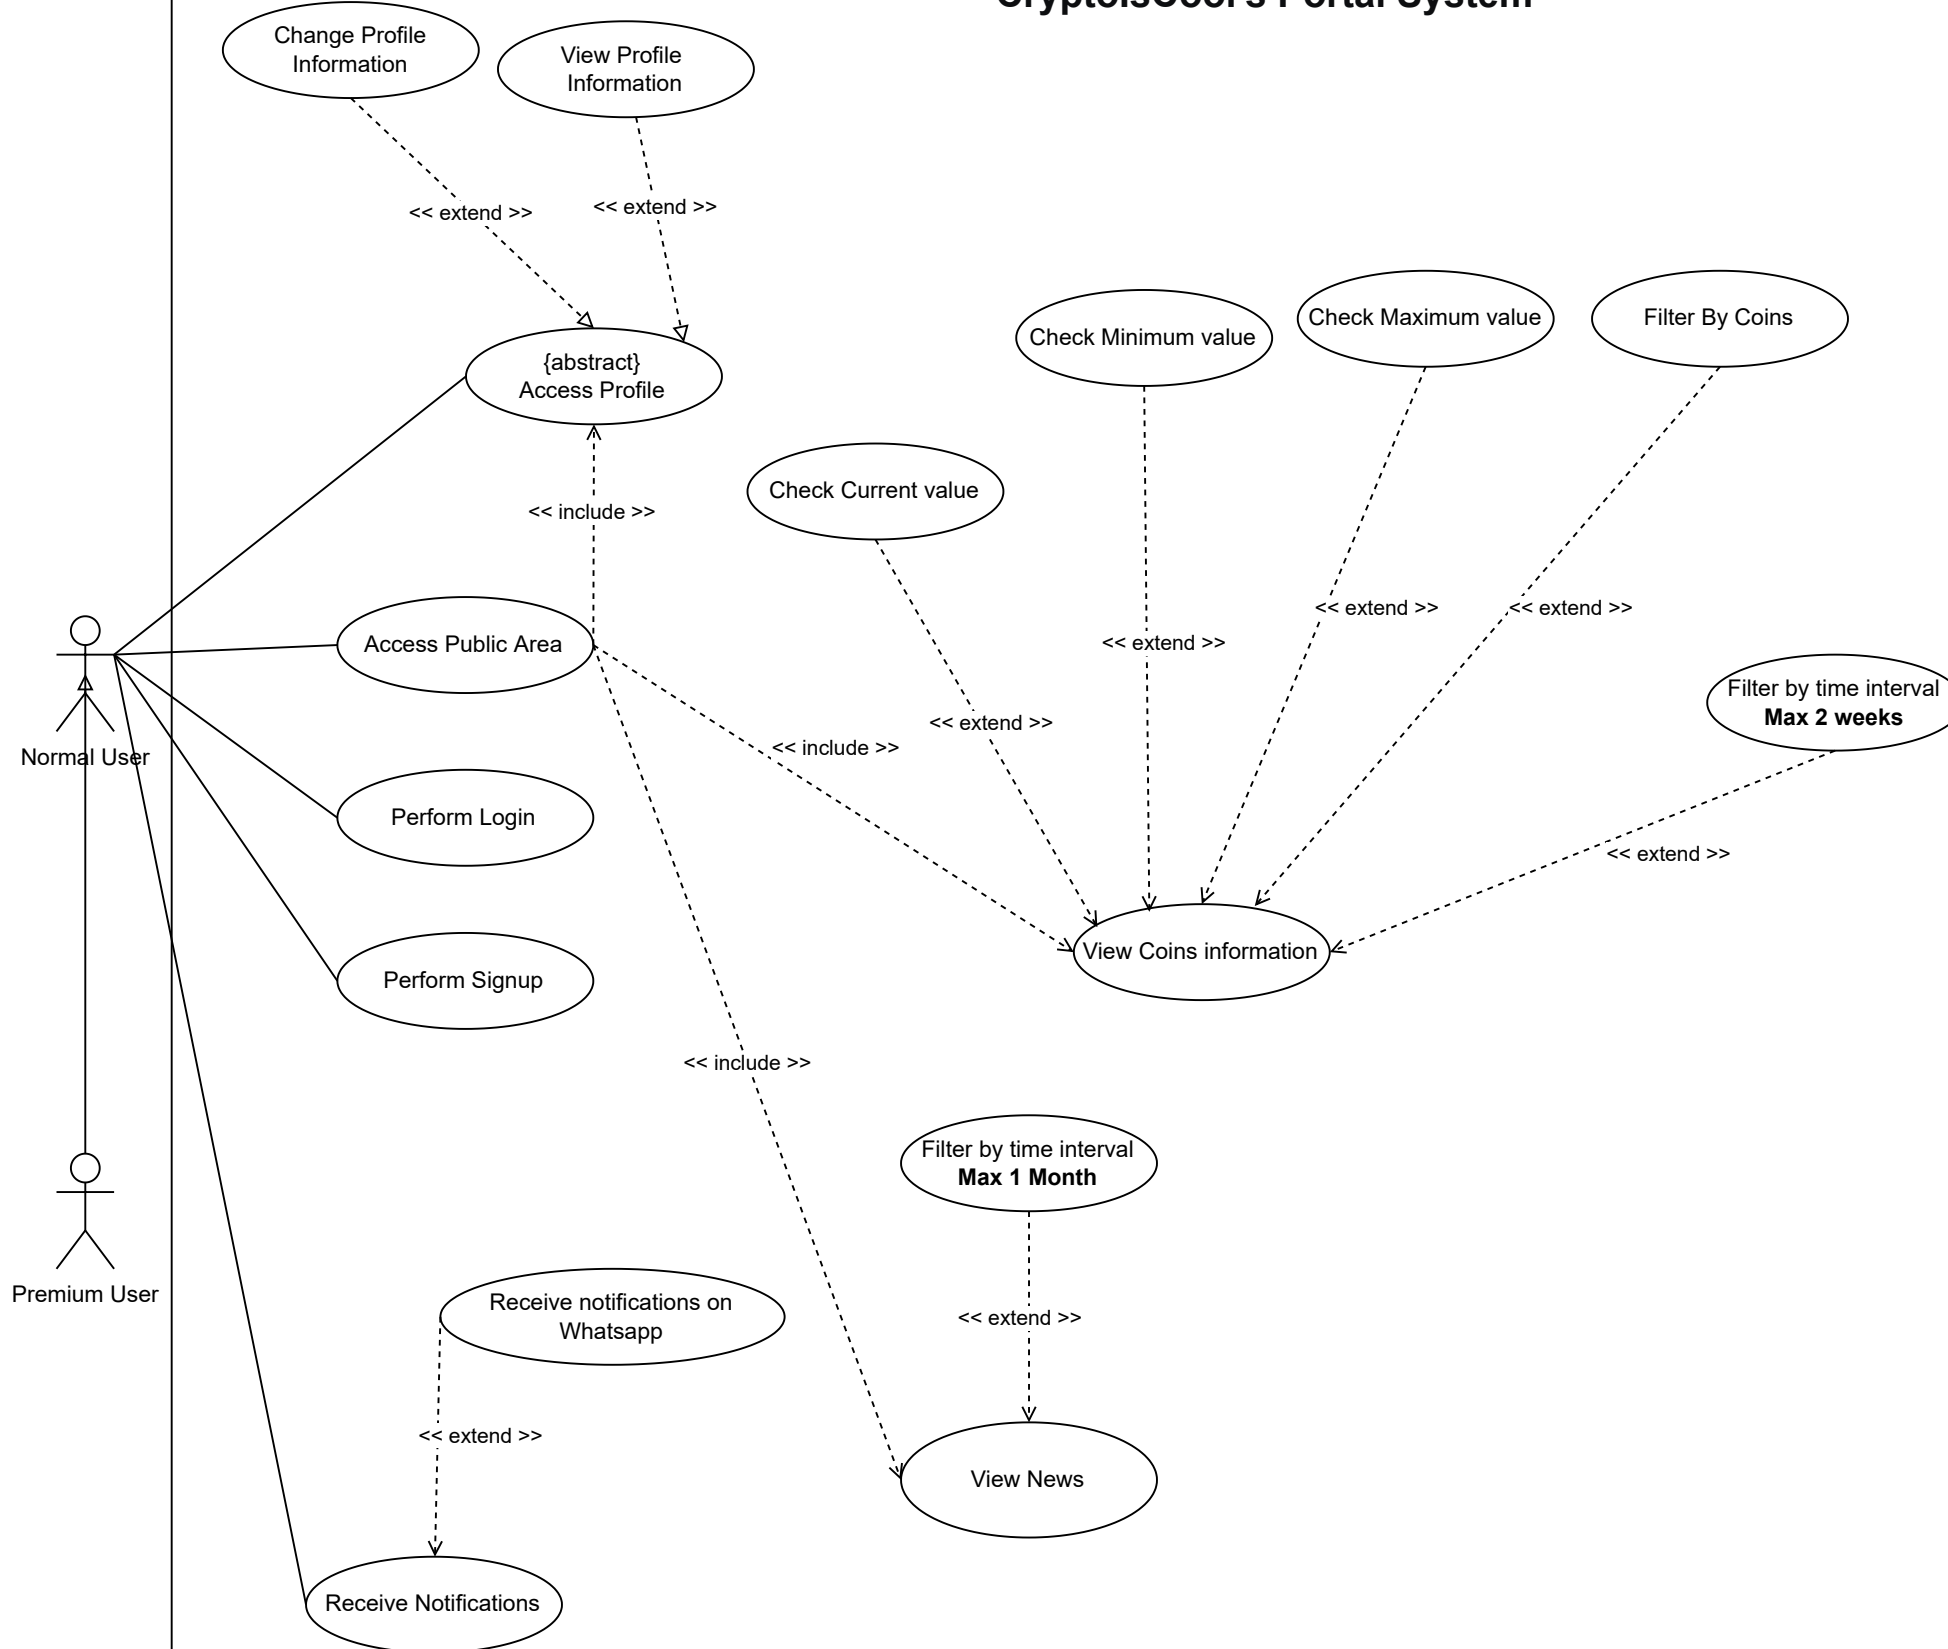 CryptoIsCool's Portal System
Change Profile
Information
View Profile
Information
<< extend >>
<< extend >>
{abstract}
Access Profile
Check Minimum value
Check Maximum value
Filter By Coins
Check Current value
<< include >>
Access Public Area
Normal User
<< extend >>
<< extend >>
<< extend >>
<< extend >>
<< include >>
Filter by time interval
Max 2 weeks
<< extend >>
Perform Login
View Coins information
Perform Signup
<< include >>
Filter by time interval
Max 1 Month
Premium User
Receive notifications on
Whatsapp
<< extend >>
<< extend >>
View News
Receive Notifications